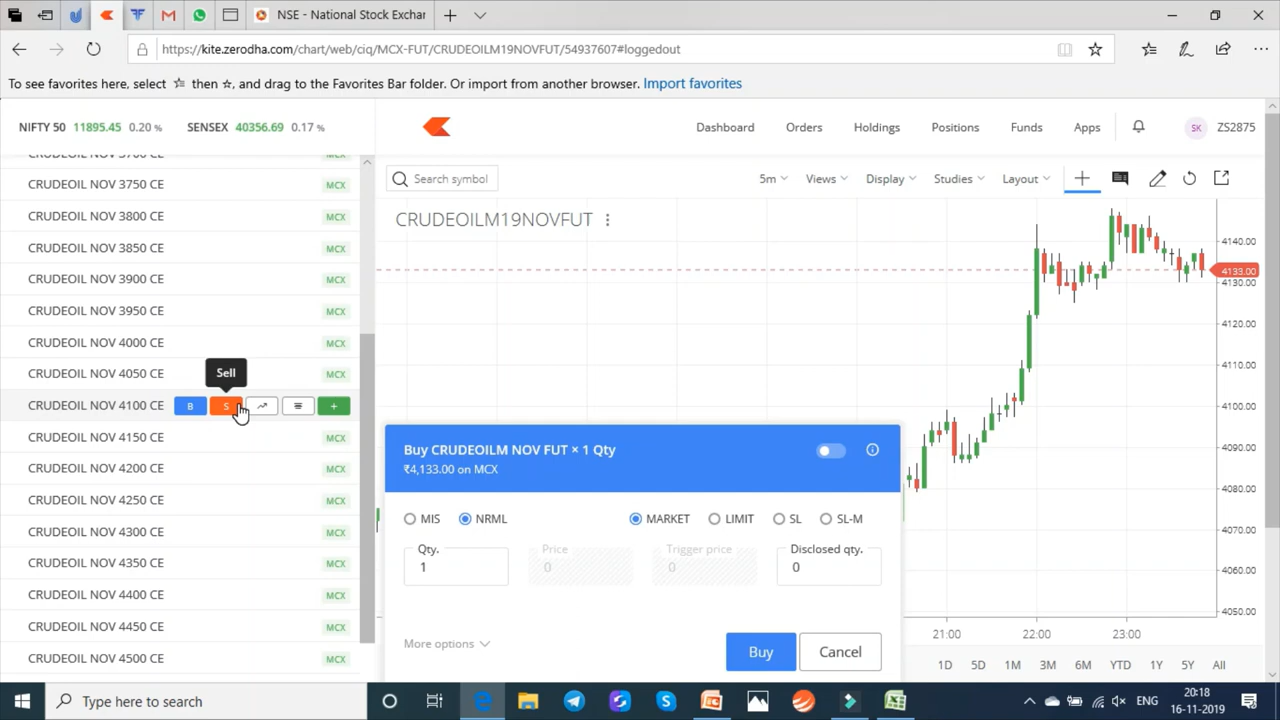 NSE - National Stock Exchan
https://kite.zerodha.com/chart/web/ciq/MCX-FUT/CRUDEOILM19NOVFUT/54937607#loggedout
To see favorites here, select then ☆, and drag to the Favorites Bar folder. Or import from another browser. Import favorites
NIFTY 50 11895.45 0.20 % SENSEX 40356.69 0.17 %
Dashboard Orders Holdings Positions Funds Apps SK ZS2875
CRUDEOIL NOV 3700 CE MCX
CRUDEOIL NOV 3750 CE MCX
CRUDEOIL NOV 3800 CE MCX
CRUDEOIL NOV 3850 CE MCX
CRUDEOIL NOV 3900 CE MCX
CRUDEOIL NOV 3950 CE MCX
CRUDEOIL NOV 4000 CE MCX
CRUDEOIL NOV 4050 CE MCX
Sell
CRUDEOIL NOV 4100 CE B S +
CRUDEOIL NOV 4150 CE MCX
CRUDEOIL NOV 4200 CE MCX
CRUDEOIL NOV 4250 CE MCX
CRUDEOIL NOV 4300 CE MCX
CRUDEOIL NOV 4350 CE MCX
CRUDEOIL NOV 4400 CE MCX
CRUDEOIL NOV 4450 CE MCX
CRUDEOIL NOV 4500 CE MCX
Search symbol 5m Views Display Studies Layout
CRUDEOILM19NOVFUT
4140.00
4133.00
4130.00
4120.00
4110.00
4100.00
4090.00
4080.00
4070.00
4060.00
4050.00
Buy CRUDEOILM NOV FUT × 1 Qty
₹4,133.00 on MCX
MIS NRML MARKET LIMIT SL SL-M
Qty. Price Trigger price Disclosed qty.
1 0 0 0
More options Buy Cancel
21:00 22:00 23:00
1D 5D 1M 3M 6M YTD 1Y 5Y All
Type here to search
ENG
20:18
16-11-2019